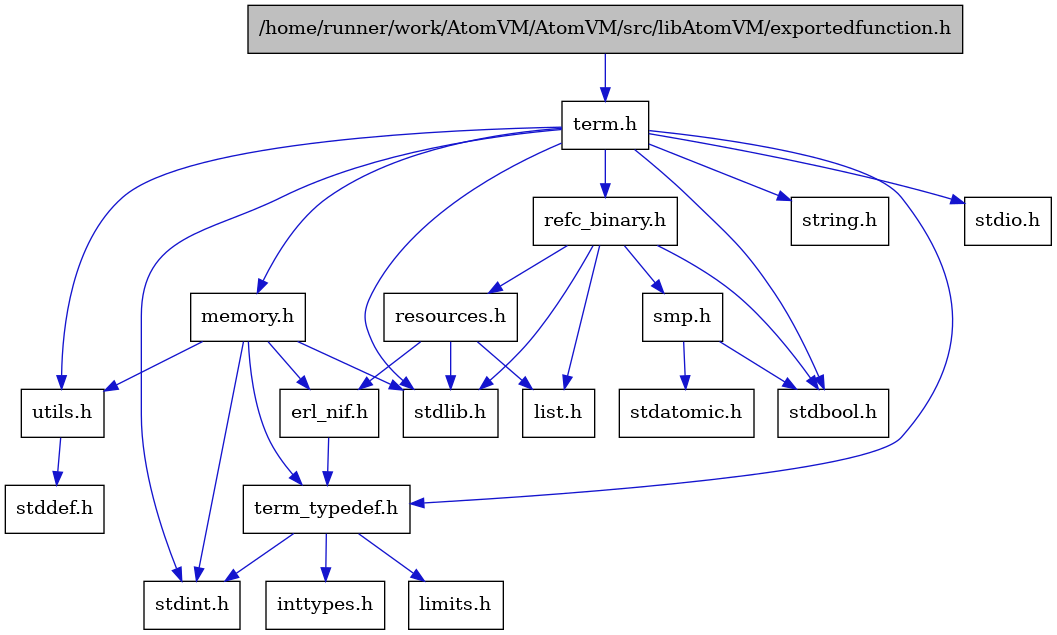 /home/runner/work/AtomVM/AtomVM/src/libAtomVM/exportedfunction.h
term.h
refc_binary.h
string.h
stdio.h
memory.h
resources.h
smp.h
utils.h
erl_nif.h
stdlib.h
list.h
stdatomic.h
stdbool.h
stddef.h
term_typedef.h
stdint.h
inttypes.h
limits.h